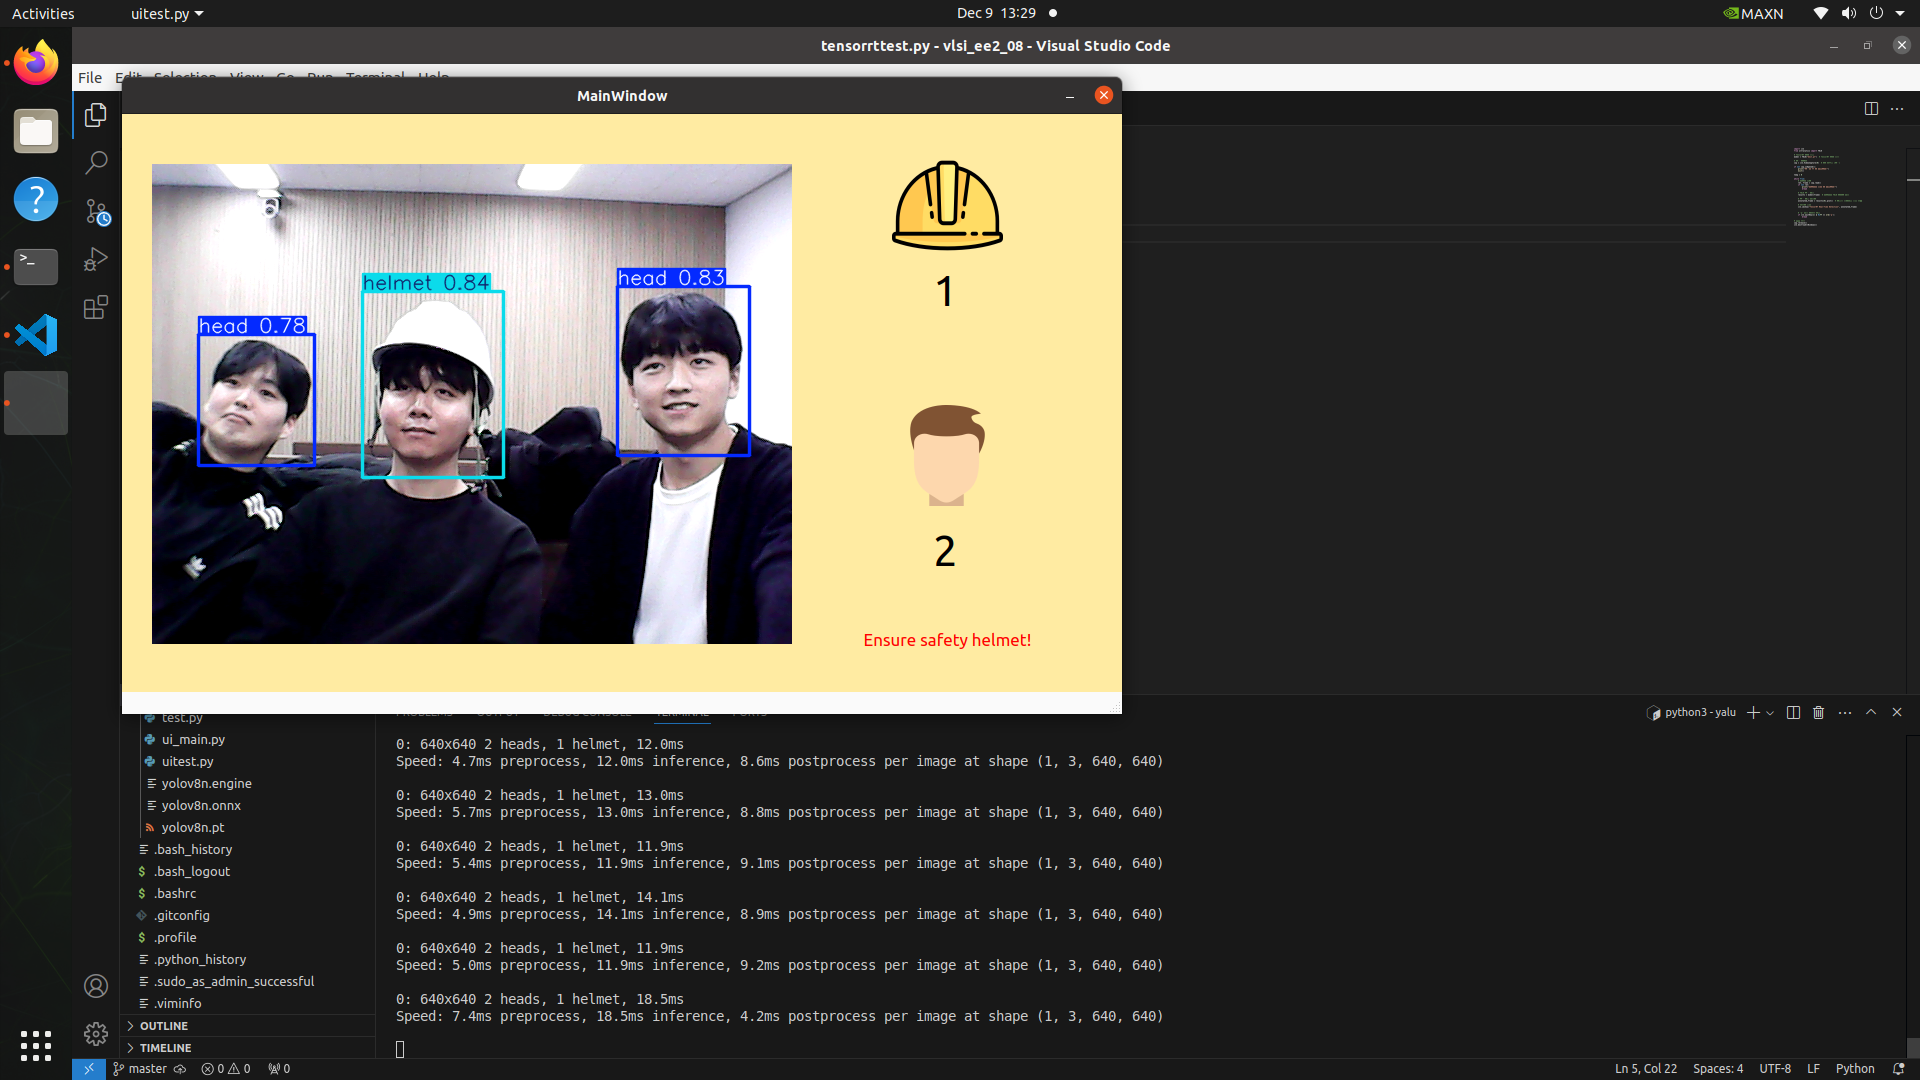 Activities
uitest.py
Dec 9 13:29
MAXN
tensorrttest.py - vlsi_ee2_08 - Visual Studio Code
File Edit Selection View Go Run Terminal Help
MainWindow
head 0.78
helmet 0.84
head 0.83
1
2
Ensure safety helmet!
TERMINAL
python3 - yalu
test.py
ui_main.py
uitest.py
yolov8n.engine
yolov8n.onnx
yolov8n.pt
.bash_history
.bash_logout
.bashrc
.gitconfig
.profile
.python_history
.sudo_as_admin_successful
.viminfo
OUTLINE
TIMELINE
0: 640x640 2 heads, 1 helmet, 12.0ms
Speed: 4.7ms preprocess, 12.0ms inference, 8.6ms postprocess per image at shape (1, 3, 640, 640)
0: 640x640 2 heads, 1 helmet, 13.0ms
Speed: 5.7ms preprocess, 13.0ms inference, 8.8ms postprocess per image at shape (1, 3, 640, 640)
0: 640x640 2 heads, 1 helmet, 11.9ms
Speed: 5.4ms preprocess, 11.9ms inference, 9.1ms postprocess per image at shape (1, 3, 640, 640)
0: 640x640 2 heads, 1 helmet, 14.1ms
Speed: 4.9ms preprocess, 14.1ms inference, 8.9ms postprocess per image at shape (1, 3, 640, 640)
0: 640x640 2 heads, 1 helmet, 11.9ms
Speed: 5.0ms preprocess, 11.9ms inference, 9.2ms postprocess per image at shape (1, 3, 640, 640)
0: 640x640 2 heads, 1 helmet, 18.5ms
Speed: 7.4ms preprocess, 18.5ms inference, 4.2ms postprocess per image at shape (1, 3, 640, 640)
master
0 0
0
Ln 5, Col 22
Spaces: 4
UTF-8
LF
Python